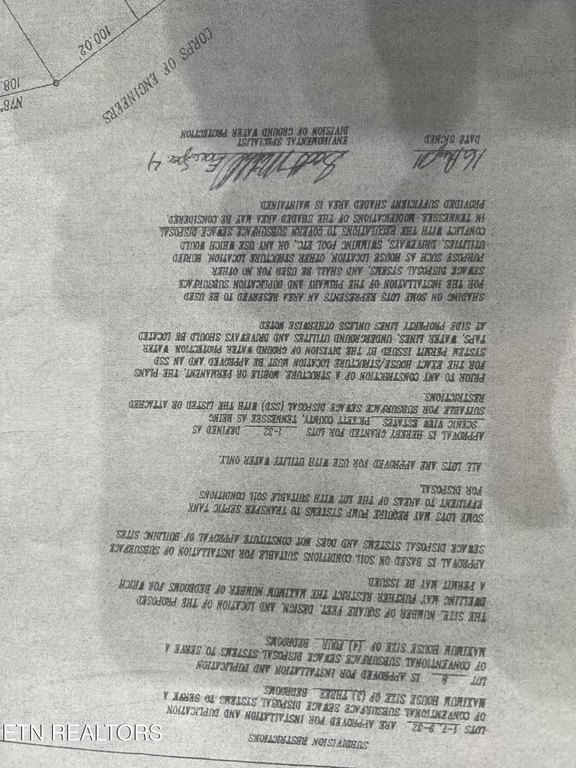 SUBDIVISION RESTRICTIONS
LOTS 1-7,9-32 ARE APPROVED FOR INSTALLATION AND DUPLICATION
OF CONVENTIONAL SUBSURFACE SEWAGE DISPOSAL SYSTEMS TO SERVE A
MAXIMUM HOUSE SIZE OF (3) THREE BEDROOMS
LOT 8 IS APPROVED FOR INSTALLATION AND DUPLICATION
OF CONVENTIONAL SUBSURFACE SEWAGE DISPOSAL SYSTEMS TO SERVE A
MAXIMUM HOUSE OF SIZE (4) FOUR BEDROOMS
THE SIZE, NUMBER OF SQUARE FEET, DESIGN, AND LOCATION OF THE PROPOSED
DWELLING MAY FURTHER RESTRICT THE MAXIMUM NUMBER OF BEDROOMS FOR WHICH
A PERMIT MAY BE ISSUED.
APPROVAL IS BASED ON SOIL CONDITIONS SUITABLE FOR INSTALLATION OF SUBSURFACE
SEWAGE DISPOSAL SYSTEMS AND DOES NOT CONSTITUTE APPROVAL OF BUILDING SITES
SOME LOTS MAY REQUIRE PUMP SYSTEMS TO TRANSFER SEPTIC TANK
EFFLUENT TO AREAS OF THE LOT WITH SUITABLE SOIL CONDITIONS
FOR DISPOSAL
ALL LOTS ARE APPROVED FOR USE WITH UTILITY WATER ONLY.
APPROVAL IS HEREBY GRANTED FOR LOTS 1-32 DEFINED AS
SCENIC VIEW ESTATES, PICKETT COUNTY, TENNESSEE AS BEING
SUITABLE FOR SUBSURFACE SEWAGE DISPOSAL (SSD) WITH THE LISTED OR ATTACHED
RESTRICTIONS
PRIOR TO ANY CONSTRUCTION OF A STRUCTURE, MOBILE OR PERMANENT, THE PLANS
FOR THE EXACT HOUSE/STRUCTURE LOCATION MUST BE APPROVED AND AN SSD
SYSTEM PERMIT ISSUED BY THE DIVISION OF GROUND WATER PROTECTION. WATER
TAPS, WATER LINES, UNDERGROUND UTILITIES AND DRIVEWAYS SHOULD BE LOCATED
AT SIDE PROPERTY LINES UNLESS OTHERWISE NOTED
SHADING ON SOME LOTS REPRESENTS AN AREA RESERVED TO BE USED
FOR THE INSTALLATION OF THE PRIMARY AND DUPLICATION SUBSURFACE
SEWAGE DISPOSAL SYSTEMS, AND SHALL BE USED FOR NO OTHER
PURPOSE SUCH AS HOUSE LOCATION, OTHER STRUCTURE LOCATION, BURIED
UTILITIES, DRIVEWAYS, SWIMMING POOL ETC. OR ANY USE WHICH WOULD
CONFLICT WITH THE REGULATIONS TO GOVERN SUBSURFACE SEWAGE DISPOSAL
IN TENNESSEE. MODIFICATIONS OF THE SHADED AREA MAY BE CONSIDERED,
PROVIDED SUFFICIENT SHADED AREA IS MAINTAINED.
DATE SIGNED
ENVIROMENTAL SPECIALIST
DIVISION OF GROUND WATER PROTECTION
CORPS OF ENGINEERS
100.02'
N76°
108.
ETN REALTORS